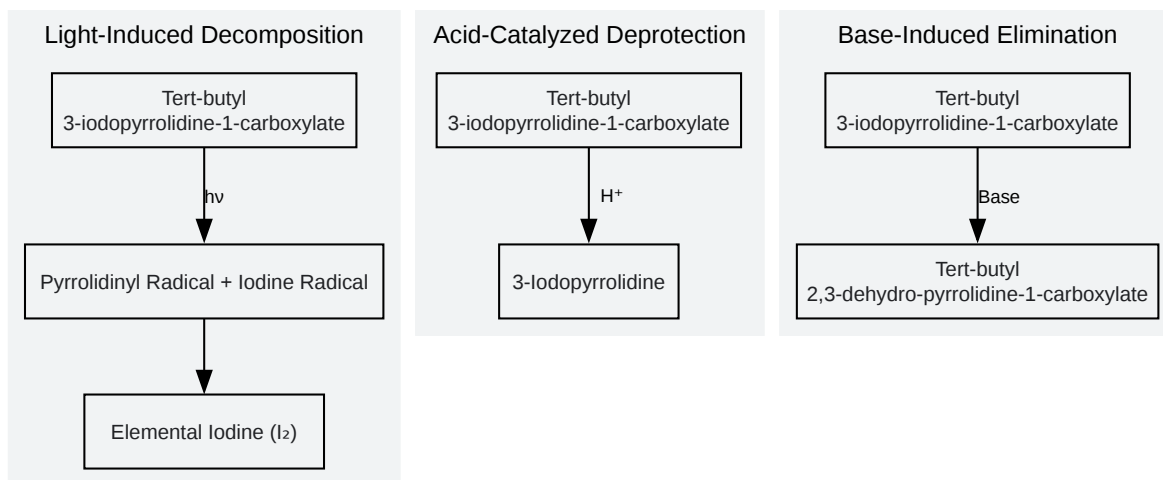 Light-Induced Decomposition
Tert-butyl
3-iodopyrrolidine-1-carboxylate
hν
Pyrrolidinyl Radical + Iodine Radical
Elemental Iodine (I₂)
Acid-Catalyzed Deprotection
Tert-butyl
3-iodopyrrolidine-1-carboxylate
H⁺
3-Iodopyrrolidine
Base-Induced Elimination
Tert-butyl
3-iodopyrrolidine-1-carboxylate
Base
Tert-butyl
2,3-dehydro-pyrrolidine-1-carboxylate